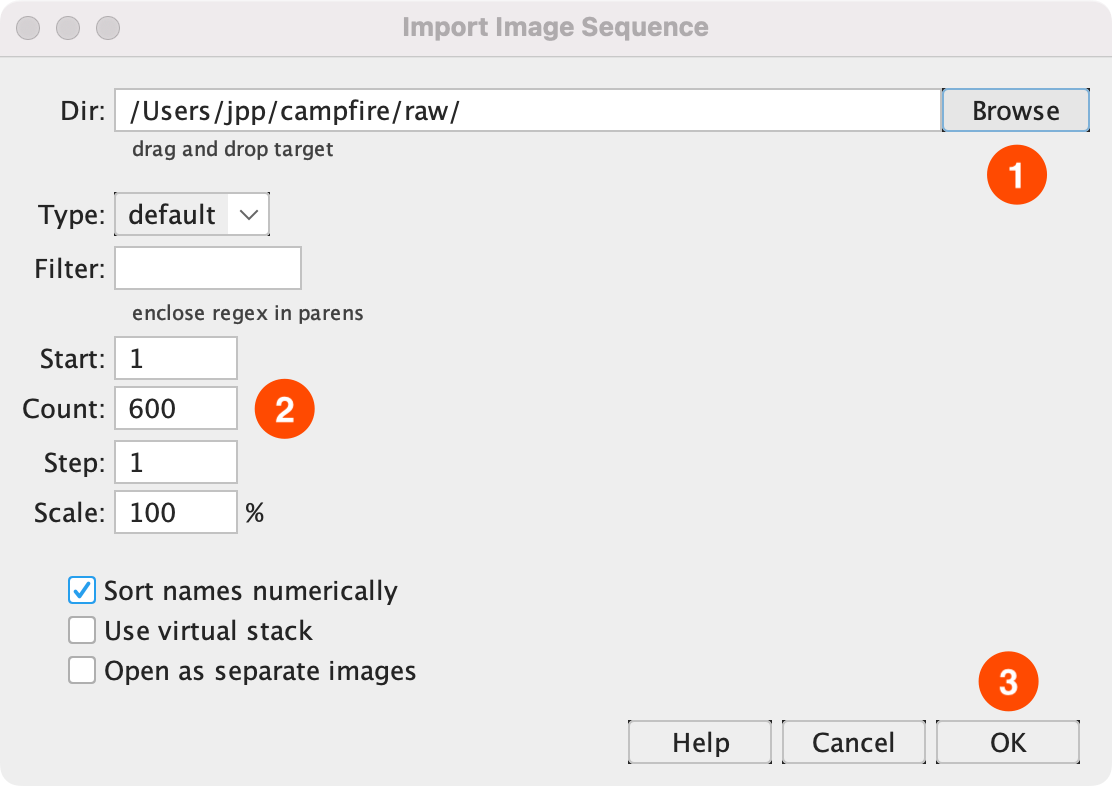 Import Image Sequence
Dir: /Users/jpp/campfire/raw/ Browse
drag and drop target
1
Type: default
Filter:
enclose regex in parens
Start: 1
Count: 600 2
Step: 1
Scale: 100 %
Sort names numerically
Use virtual stack
Open as separate images
3
Help Cancel OK